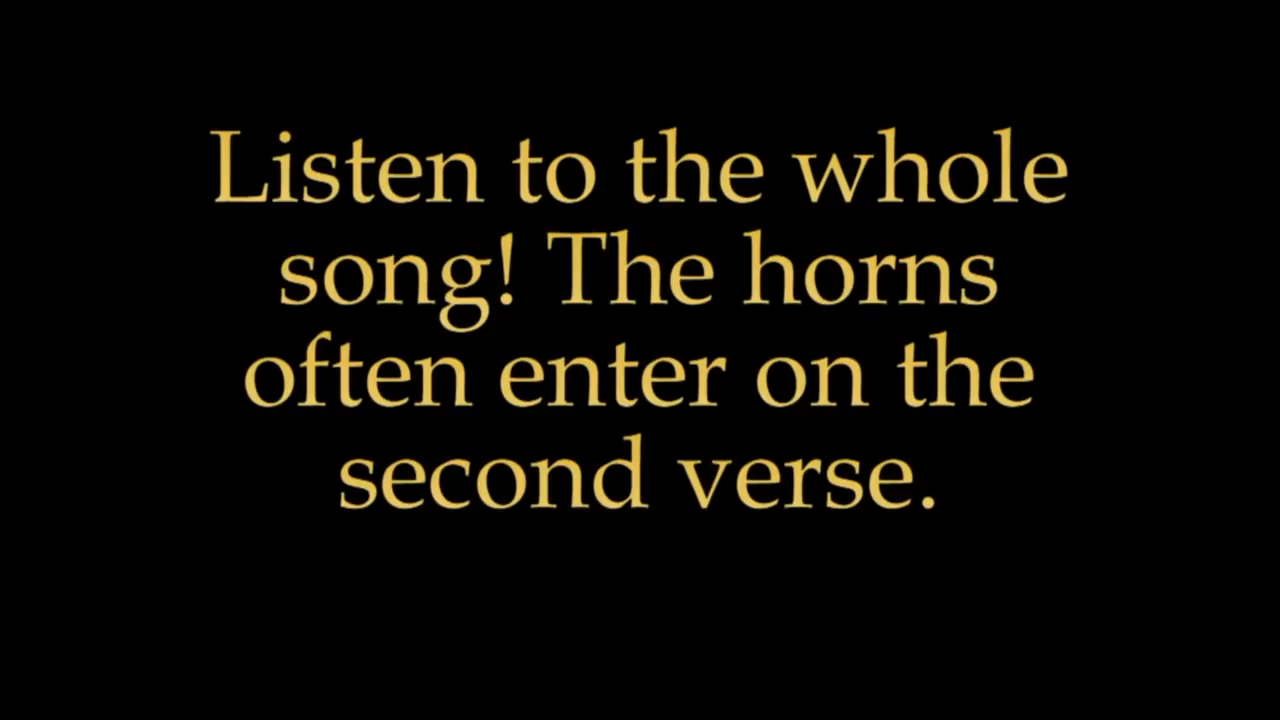 Listen to the whole
song! The horns
often enter on the
second verse.